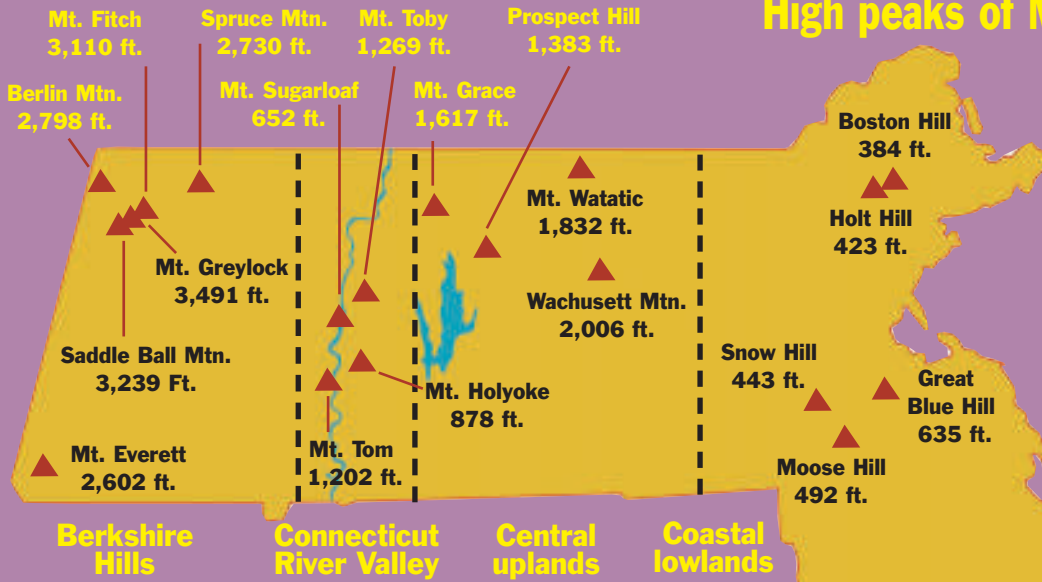 High peaks of M
Mt. Fitch
3,110 ft.
Spruce Mtn.
2,730 ft.
Mt. Toby
1,269 ft.
Prospect Hill
1,383 ft.
Berlin Mtn.
2,798 ft.
Mt. Sugarloaf
652 ft.
Mt. Grace
1,617 ft.
Boston Hill
384 ft.
Mt. Watatic
1,832 ft.
Holt Hill
423 ft.
Mt. Greylock
3,491 ft.
Wachusett Mtn.
2,006 ft.
Saddle Ball Mtn.
3,239 Ft.
Snow Hill
443 ft.
Great
Blue Hill
635 ft.
Mt. Holyoke
878 ft.
Mt. Everett
2,602 ft.
Mt. Tom
1,202 ft.
Moose Hill
492 ft.
Berkshire
Hills
Connecticut
River Valley
Central
uplands
Coastal
lowlands